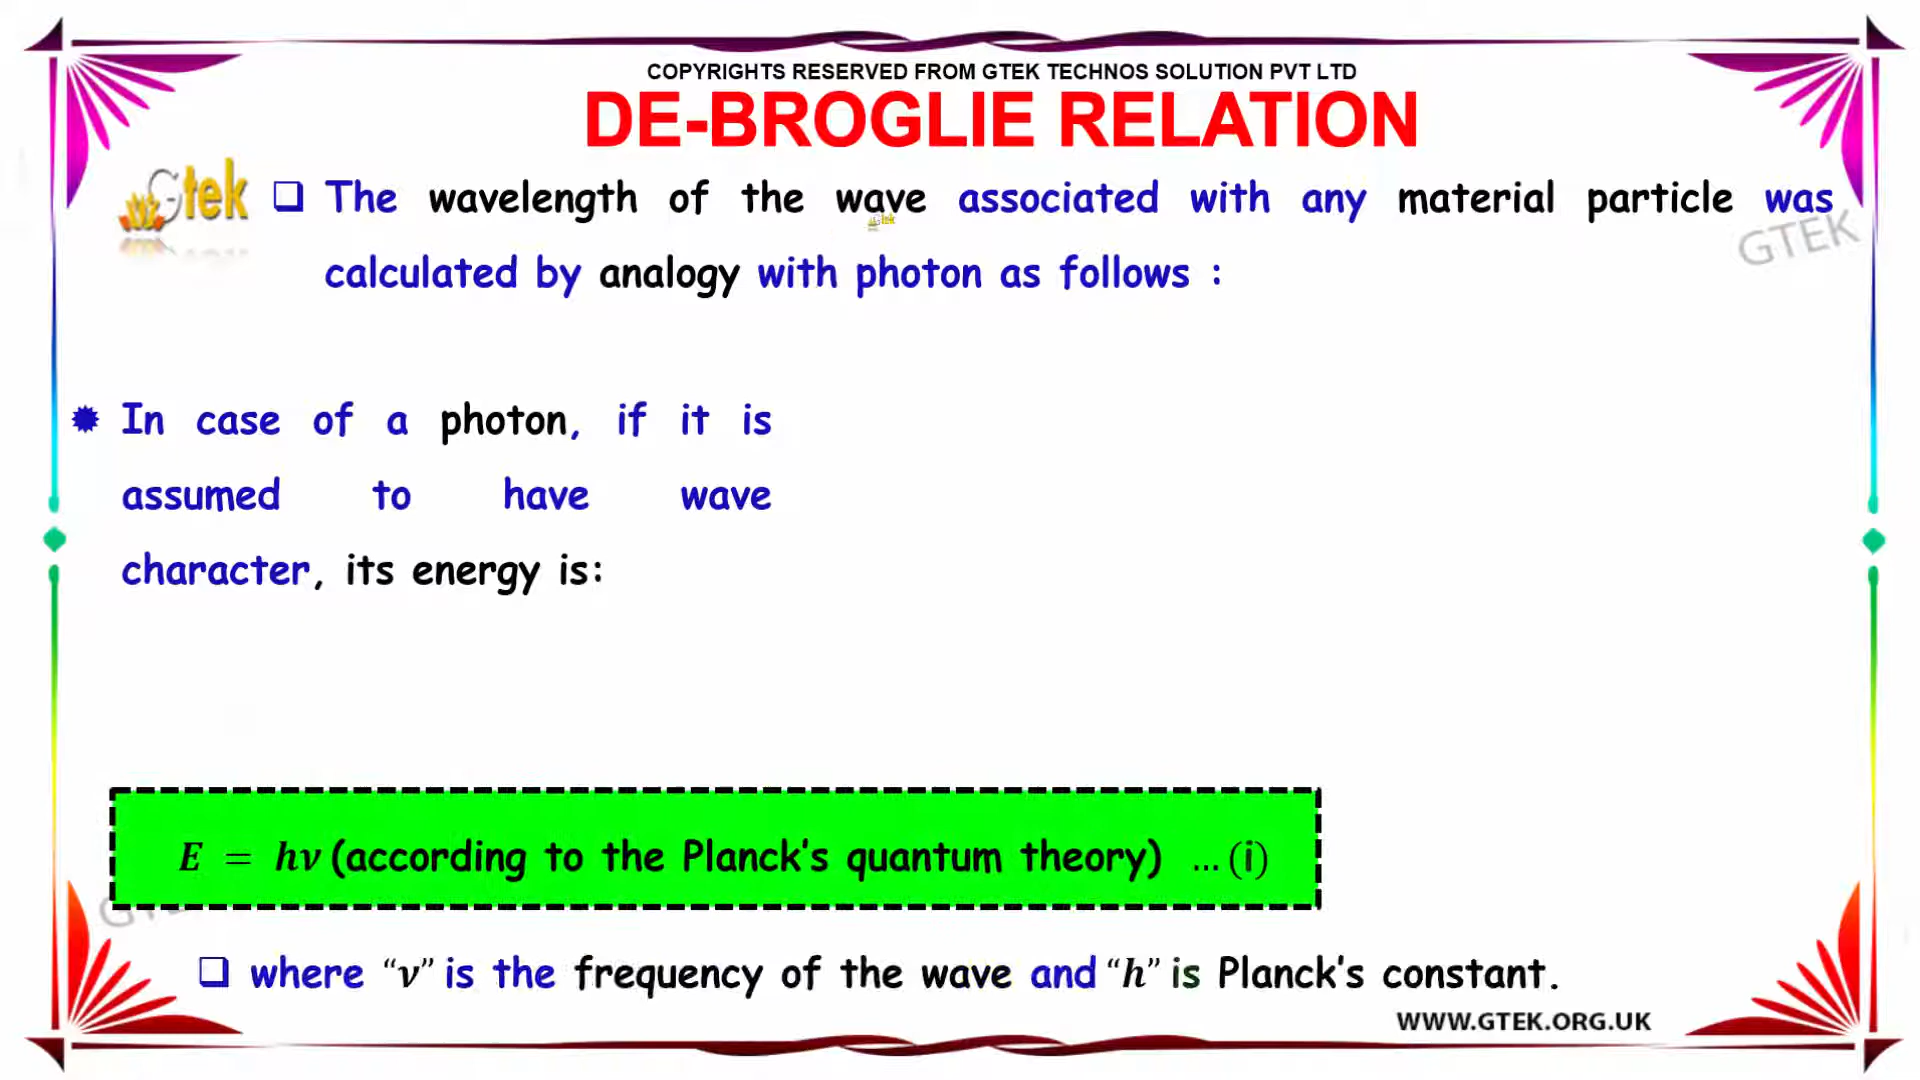 COPYRIGHTS RESERVED FROM GTEK TECHNOS SOLUTION PVT LTD
DE-BROGLIE RELATION
Gtek
❑ The wavelength of the wave associated with any material particle was
GTEK
calculated by analogy with photon as follows :
In case of a photon, if it is
assumed to have wave
character, its energy is:
E = hν (according to the Planck’s quantum theory) ... (i)
❑ where “ν” is the frequency of the wave and “h” is Planck’s constant.
WWW.GTEK.ORG.UK